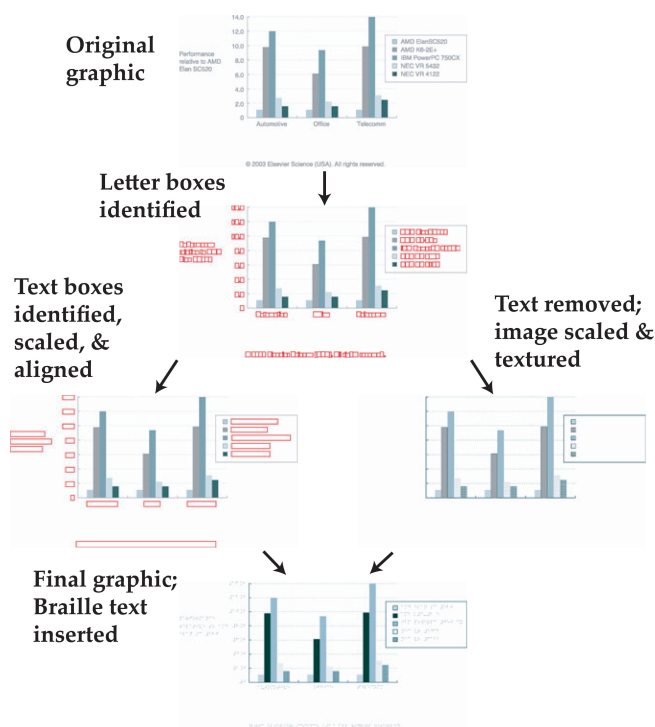 Original
graphic
14.0
12.0
10.0
8.0
6.0
4.0
2.0
0.0
Performance
relative to AMD
Elan SC520
AMD ElanSC520
AMD K6-2E+
IBM PowerPC 750CX
NEC VR 5432
NEC VR 4122
Automotive
Office
Telecomm
© 2003 Elsevier Science (USA). All rights reserved.
Letter boxes
identified
Text boxes
identified,
scaled, &
aligned
Text removed;
image scaled &
textured
Final graphic;
Braille text
inserted